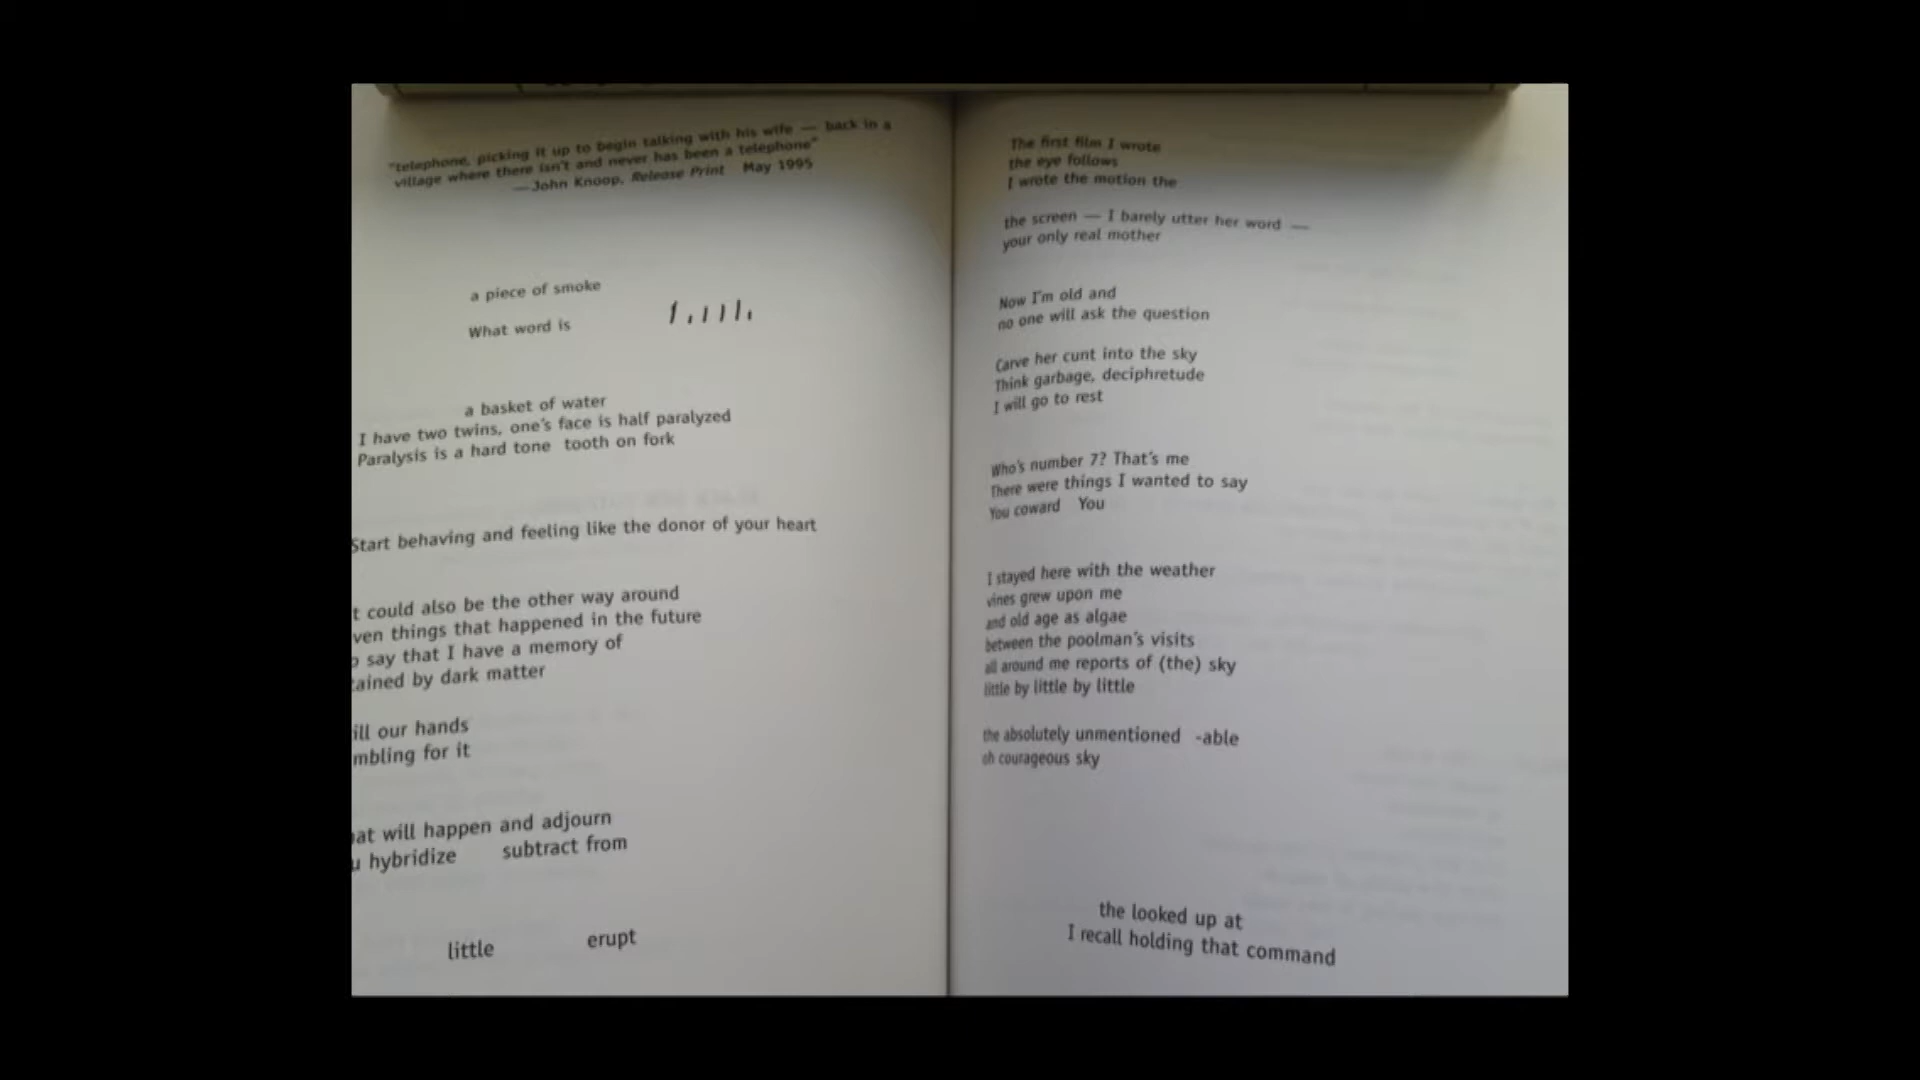 "telephone, picking it up to begin talking with his wife — back in a
village where there isn't and never has been a telephone"
—John Knoop, Release Print May 1995
a piece of smoke
What word is
a basket of water
I have two twins, one's face is half paralyzed
Paralysis is a hard tone tooth on fork
Start behaving and feeling like the donor of your heart
t could also be the other way around
ven things that happened in the future
say that I have a memory of
tained by dark matter
ill our hands
mbling for it
hat will happen and adjourn
u hybridize subtract from
little erupt
The first film I wrote
the eye follows
I wrote the motion the
the screen — I barely utter her word —
your only real mother
Now I'm old and
no one will ask the question
Carve her cunt into the sky
Think garbage, deciphretude
I will go to rest
Who's number 7? That's me
There were things I wanted to say
You coward You
I stayed here with the weather
vines grew upon me
and old age as algae
between the poolman's visits
all around me reports of (the) sky
little by little by little
the absolutely unmentioned -able
oh courageous sky
the looked up at
I recall holding that command